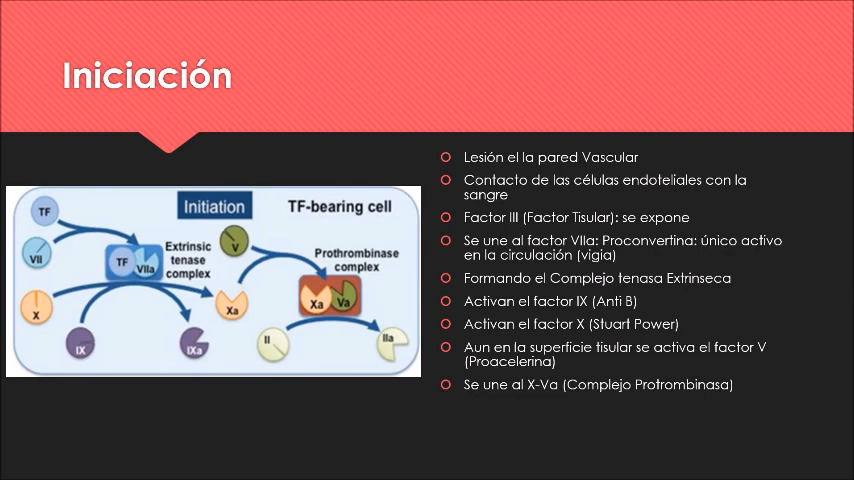 Iniciación
Initiation
TF-bearing cell
TF
VII
TF
VIIa
Extrinsic
tenase
complex
V
Prothrombinase
complex
X
Xa
Xa
Va
IX
IXa
II
IIa
Lesión el la pared Vascular
Contacto de las células endoteliales con la
sangre
Factor III (Factor Tisular): se expone
Se une al factor VIIa: Proconvertina: único activo
en la circulación (vigia)
Formando el Complejo tenasa Extrinseca
Activan el factor IX (Anti B)
Activan el factor X (Stuart Power)
Aun en la superficie tisular se activa el factor V
(Proacelerina)
Se une al X-Va (Complejo Protrombinasa)